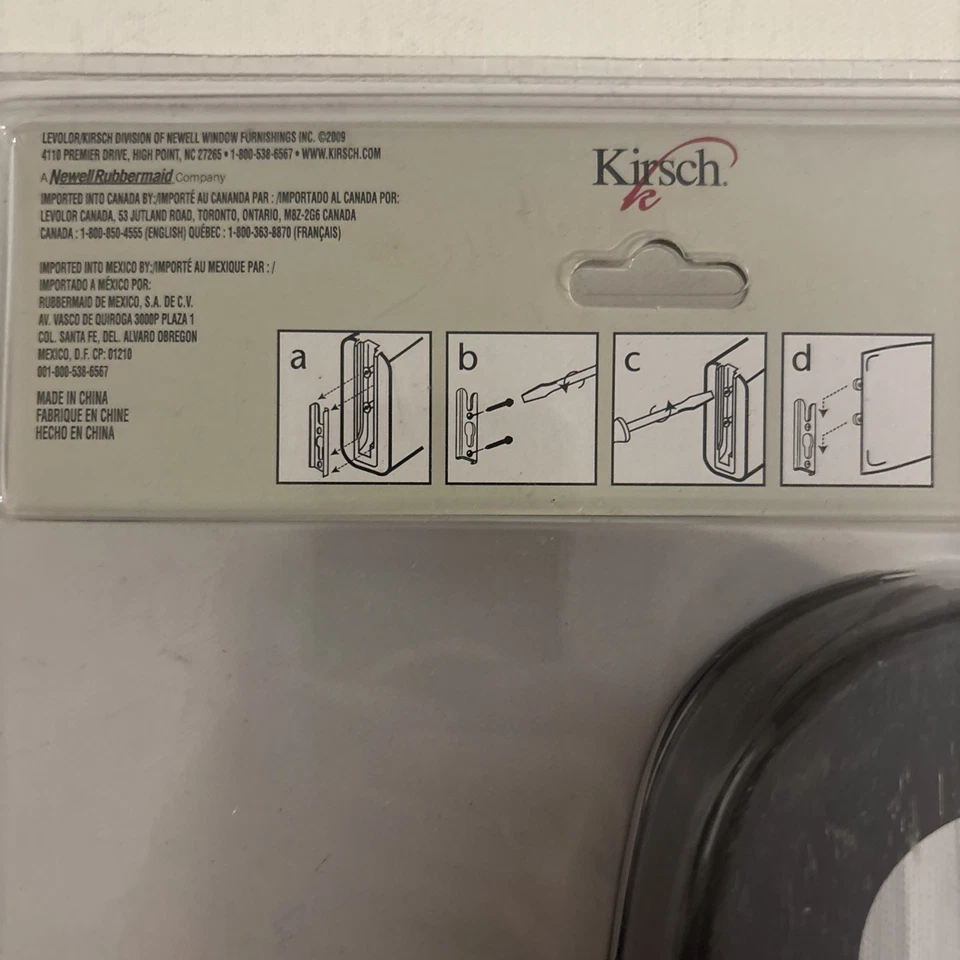 LEVOLOR/KIRSCH DIVISION OF NEWELL WINDOW FURNISHINGS INC. ©2009
4110 PREMIER DRIVE, HIGH POINT, NC 27265 • 1-800-538-6567 • WWW.KIRSCH.COM
A NewellRubbermaid Company
IMPORTED INTO CANADA BY:/IMPORTÉ AU CANANDA PAR : /IMPORTADO AL CANADA POR:
LEVOLOR CANADA, 53 JUTLAND ROAD, TORONTO, ONTARIO, M8Z-2G6 CANADA
CANADA : 1-800-850-4555 (ENGLISH) QUÉBEC : 1-800-363-8870 (FRANÇAIS)
IMPORTED INTO MEXICO BY:/IMPORTÉ AU MEXIQUE PAR : /
IMPORTADO A MÉXICO POR:
RUBBERMAID DE MEXICO, S.A. DE C.V.
AV. VASCO DE QUIROGA 3000P PLAZA 1
COL. SANTA FE, DEL. ALVARO OBREGON
MEXICO, D.F. CP: 01210
001-800-538-6567
MADE IN CHINA
FABRIQUE EN CHINE
HECHO EN CHINA
Kirsch.
k
a
b
c
d